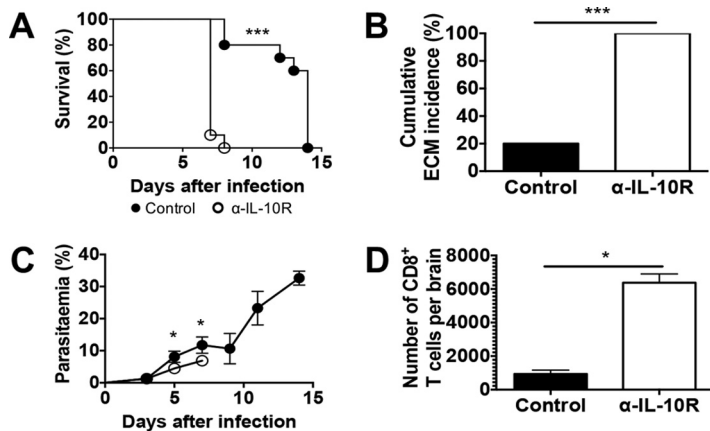 A
Survival (%)
100
80
60
40
20
0
***
0
5
10
15
Days after infection
Control
α-IL-10R
B
Cumulative
ECM incidence (%)
100
80
60
40
20
0
***
Control
α-IL-10R
C
Parasitaemia (%)
40
30
20
10
0
*
*
0
5
10
15
Days after infection
D
Number of CD8⁺
T cells per brain
8000
6000
4000
2000
0
*
Control
α-IL-10R